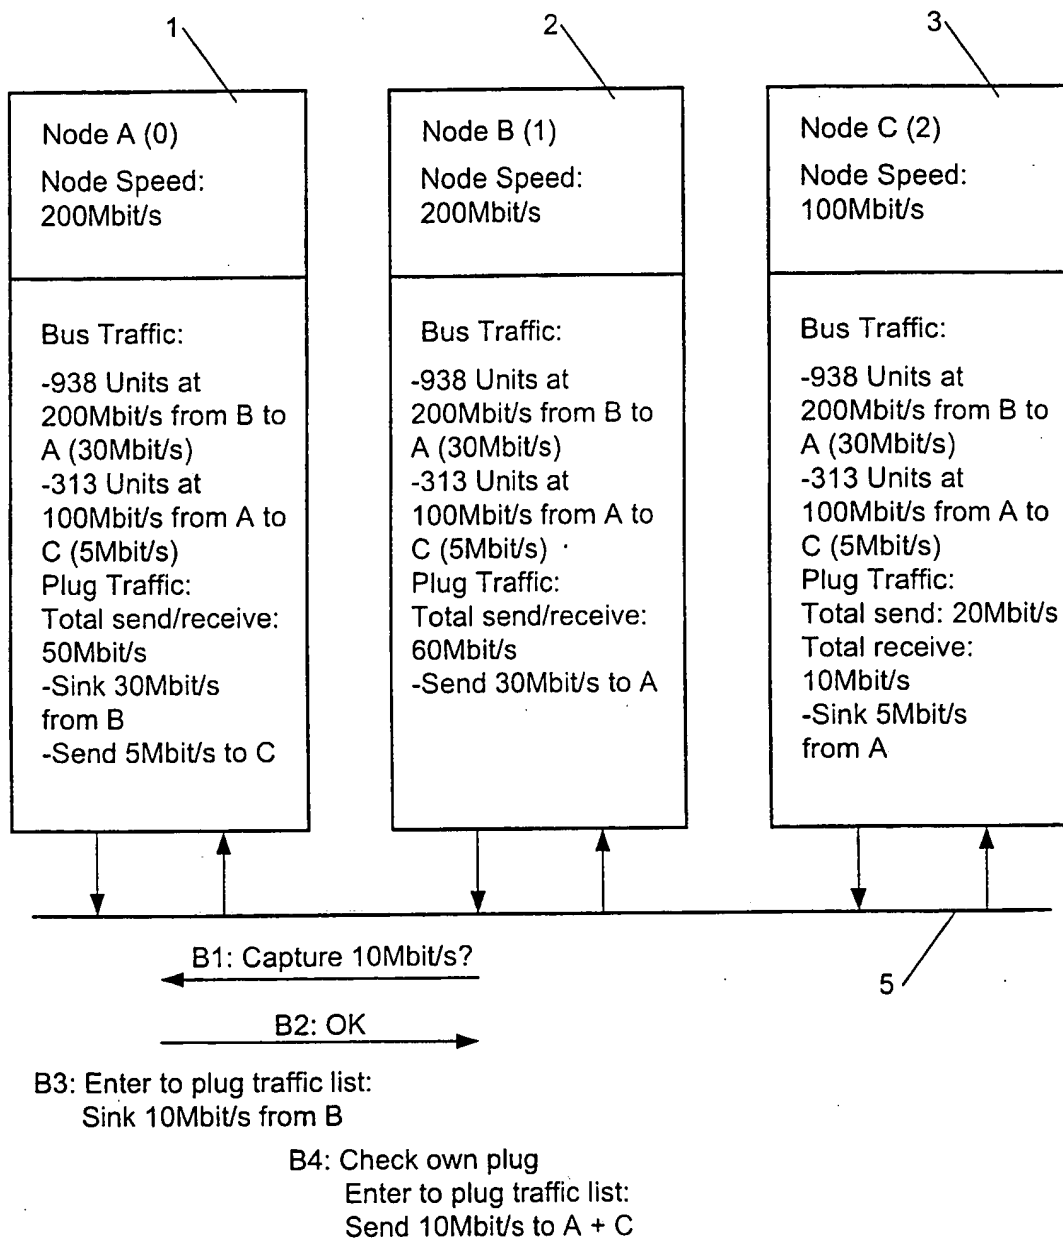 1
2
3
Node A (0)
Node Speed:
200Mbit/s
Bus Traffic:
-938 Units at
200Mbit/s from B to
A (30Mbit/s)
-313 Units at
100Mbit/s from A to
C (5Mbit/s)
Plug Traffic:
Total send/receive:
50Mbit/s
-Sink 30Mbit/s
from B
-Send 5Mbit/s to C
Node B (1)
Node Speed:
200Mbit/s
Bus Traffic:
-938 Units at
200Mbit/s from B to
A (30Mbit/s)
-313 Units at
100Mbit/s from A to
C (5Mbit/s)
Plug Traffic:
Total send/receive:
60Mbit/s
-Send 30Mbit/s to A
Node C (2)
Node Speed:
100Mbit/s
Bus Traffic:
-938 Units at
200Mbit/s from B to
A (30Mbit/s)
-313 Units at
100Mbit/s from A to
C (5Mbit/s)
Plug Traffic:
Total send: 20Mbit/s
Total receive:
10Mbit/s
-Sink 5Mbit/s
from A
B1: Capture 10Mbit/s?
5
B2: OK
B3: Enter to plug traffic list:
Sink 10Mbit/s from B
B4: Check own plug
Enter to plug traffic list:
Send 10Mbit/s to A + C